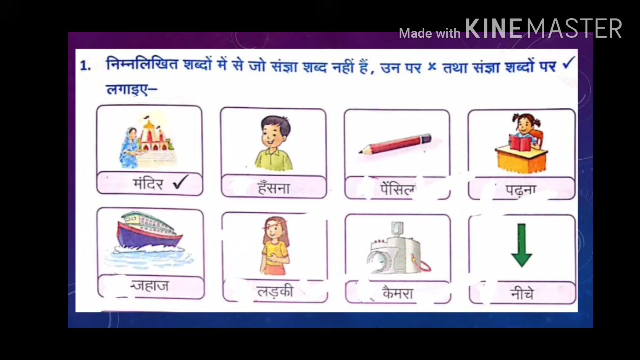 Made with KINEMASTER
1. निम्नलिखित शब्दों में से जो संज्ञा शब्द नहीं हैं, उन पर × तथा संज्ञा शब्दों पर ✓
लगाइए–
मंदिर ✓ हँसना पेंसिल पढ़ना
जहाज लड़की कैमरा नीचे